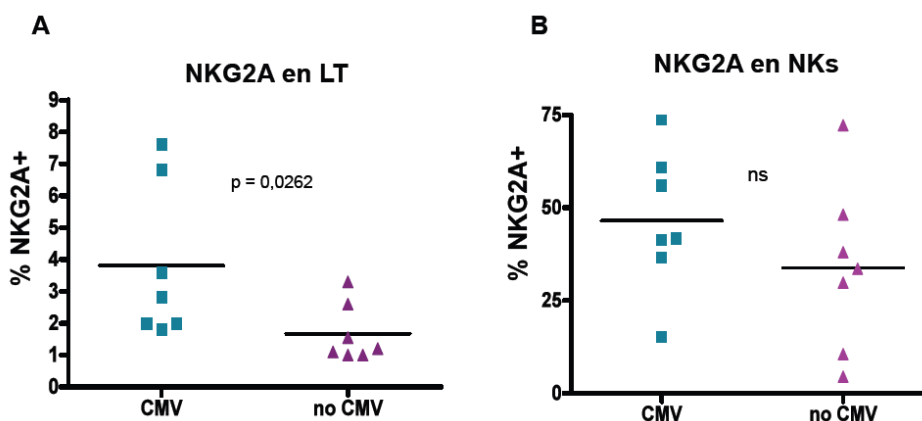 A
NKG2A en LT
% NKG2A+
9
8
7
6
5
4
3
2
1
0
p = 0,0262
CMV
no CMV
B
NKG2A en NKs
% NKG2A+
75
50
25
0
ns
CMV
no CMV